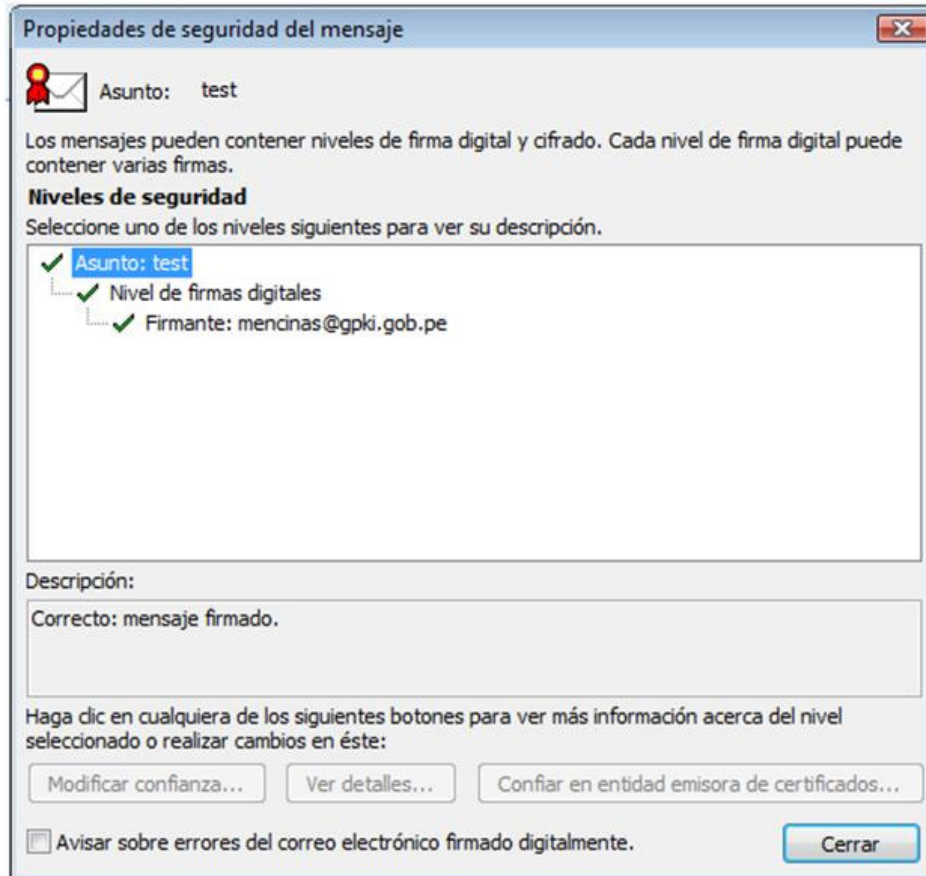 Propiedades de seguridad del mensaje
Asunto: test
Los mensajes pueden contener niveles de firma digital y cifrado. Cada nivel de firma digital puede
contener varias firmas.
Niveles de seguridad
Seleccione uno de los niveles siguientes para ver su descripción.
Asunto: test
Nivel de firmas digitales
Firmante: mencinas@gpki.gob.pe
Descripción:
Correcto: mensaje firmado.
Haga clic en cualquiera de los siguientes botones para ver más información acerca del nivel
seleccionado o realizar cambios en éste:
Modificar confianza... Ver detalles... Confiar en entidad emisora de certificados...
Avisar sobre errores del correo electrónico firmado digitalmente. Cerrar